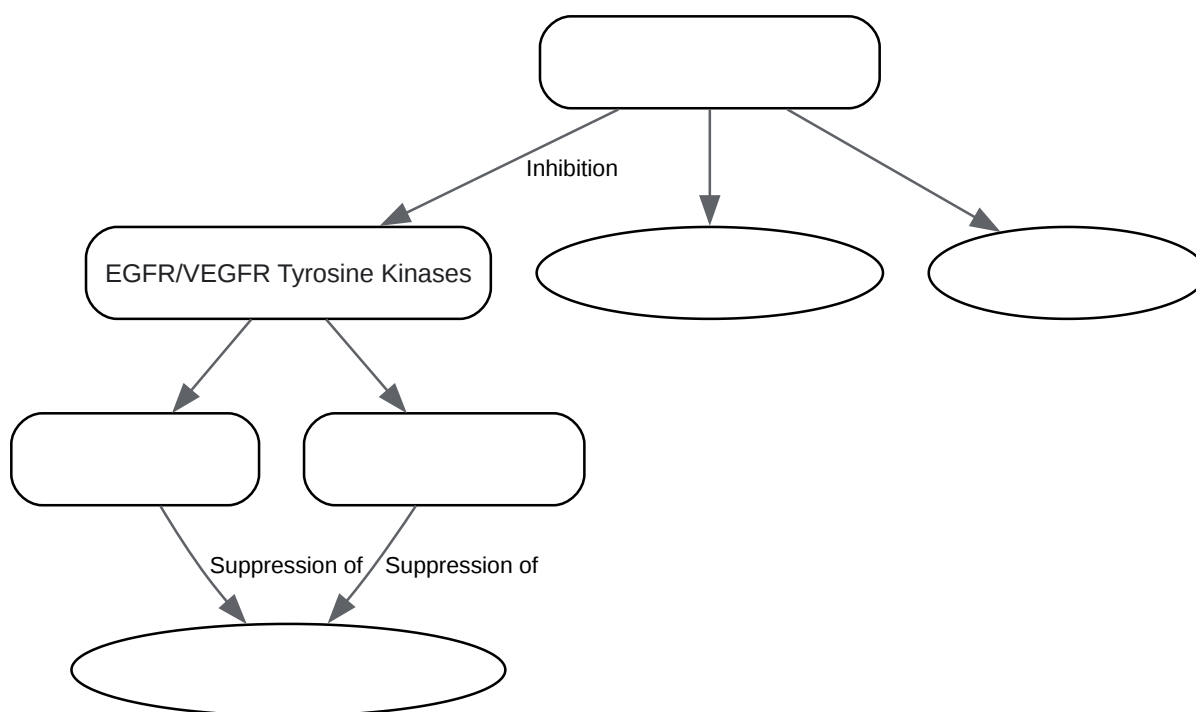 Inhibition
EGFR/VEGFR Tyrosine Kinases
Suppression of
Suppression of